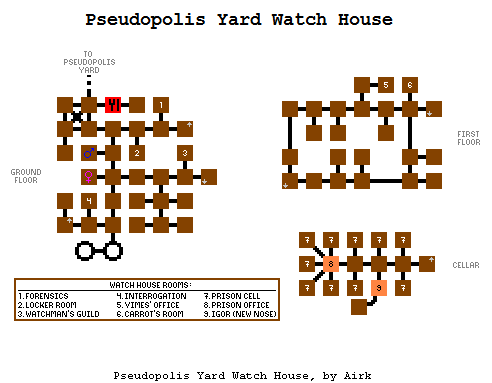 Pseudopolis Yard Watch House
TO
PSEUDOPOLIS
YARD
1
5 6
2 3
GROUND
FLOOR
FIRST
FLOOR
4
7 7 7 7 7
7 8 CELLAR
7 7 7 9 7
WATCH HOUSE ROOMS:
1.FORENSICS 4.INTERROGATION 7.PRISON CELL
2.LOCKER ROOM 5.VIMES' OFFICE 8.PRISON OFFICE
3.WATCHMAN'S GUILD 6.CARROT'S ROOM 9.IGOR (NEW NOSE)
Pseudopolis Yard Watch House, by Airk